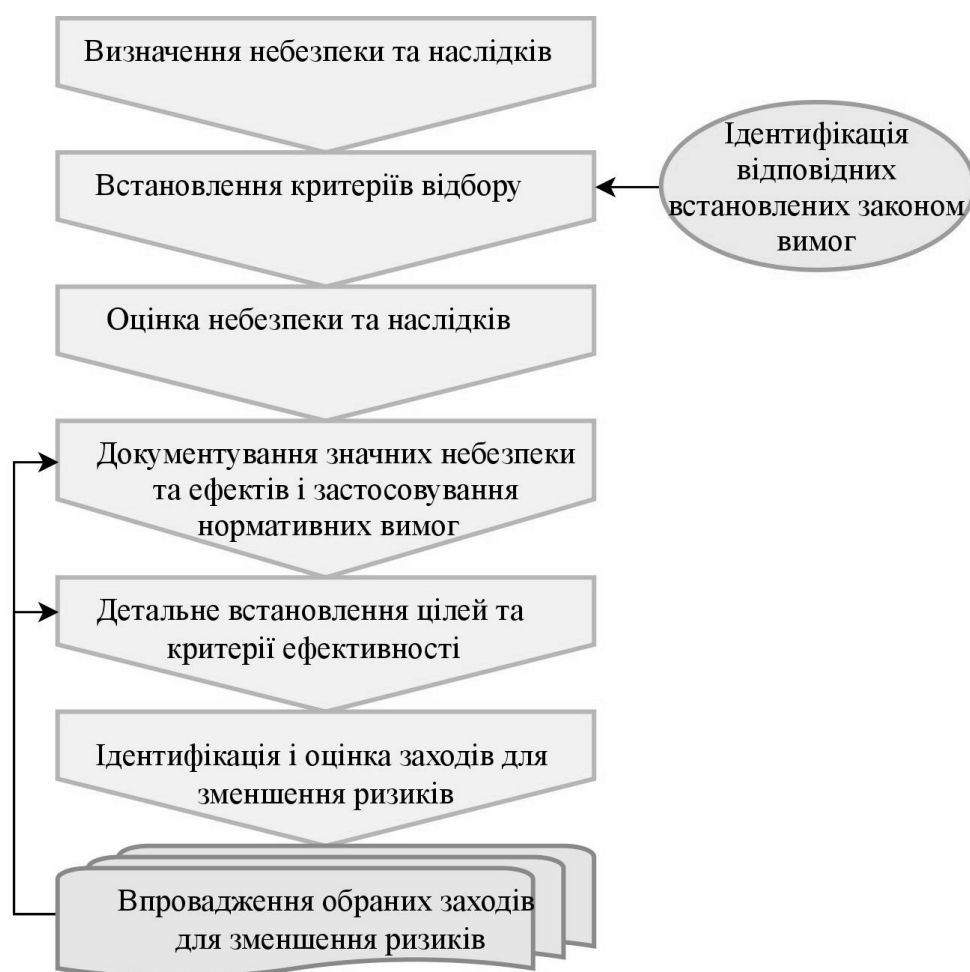 Визначення небезпеки та наслідків
Встановлення критеріїв відбору
Ідентифікація
відповідних
встановлених законом
вимог
Оцінка небезпеки та наслідків
Документування значних небезпеки
та ефектів і застосовування
нормативних вимог
Детальне встановлення цілей та
критерії ефективності
Ідентифікація і оцінка заходів для
зменшення ризиків
Впровадження обраних заходів
для зменшення ризиків